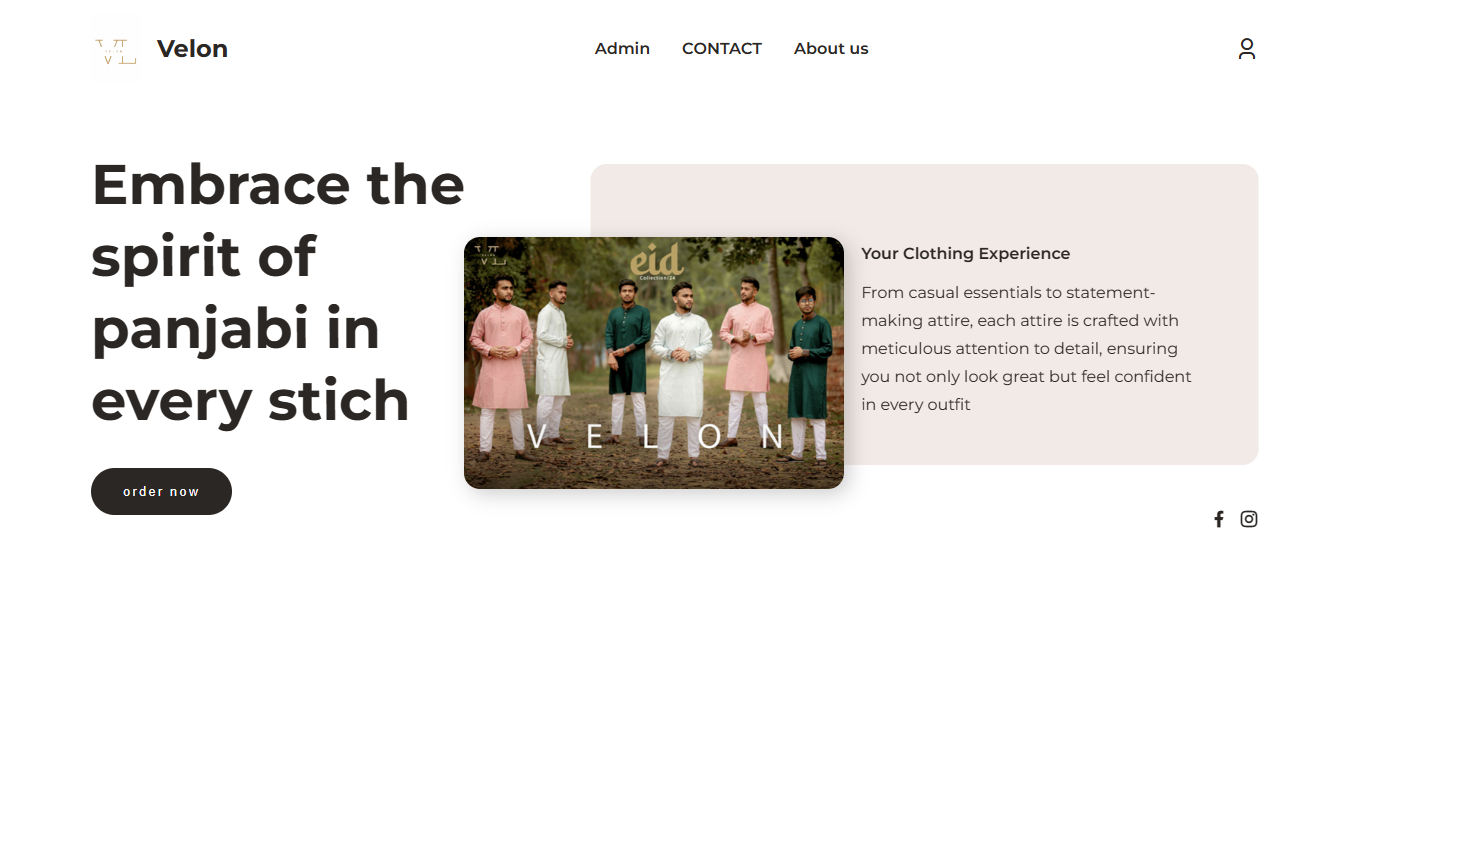 Velon
Admin
CONTACT
About us
Embrace the
spirit of
panjabi in
every stich
order now
eid
Collection'24
V E L O N
Your Clothing Experience
From casual essentials to statement-
making attire, each attire is crafted with
meticulous attention to detail, ensuring
you not only look great but feel confident
in every outfit